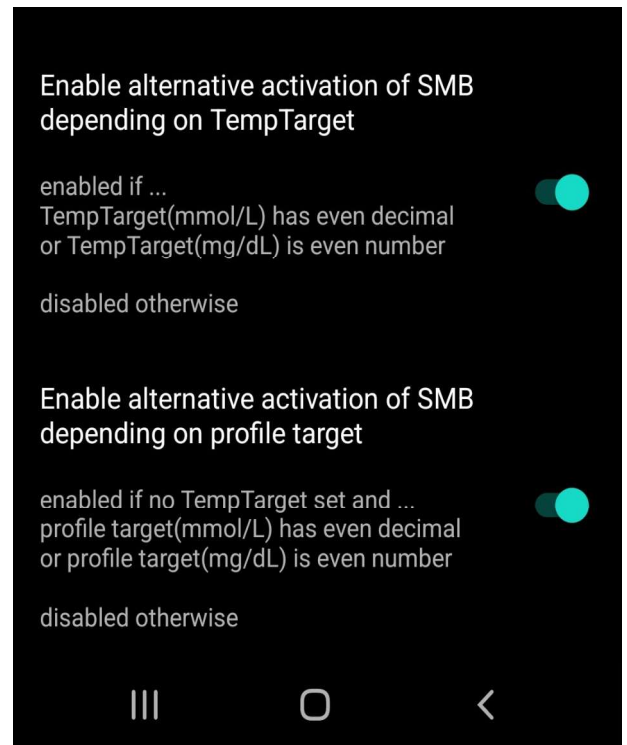 Enable alternative activation of SMB
depending on TempTarget
enabled if ...
TempTarget(mmol/L) has even decimal
or TempTarget(mg/dL) is even number
disabled otherwise
Enable alternative activation of SMB
depending on profile target
enabled if no TempTarget set and ...
profile target(mmol/L) has even decimal
or profile target(mg/dL) is even number
disabled otherwise